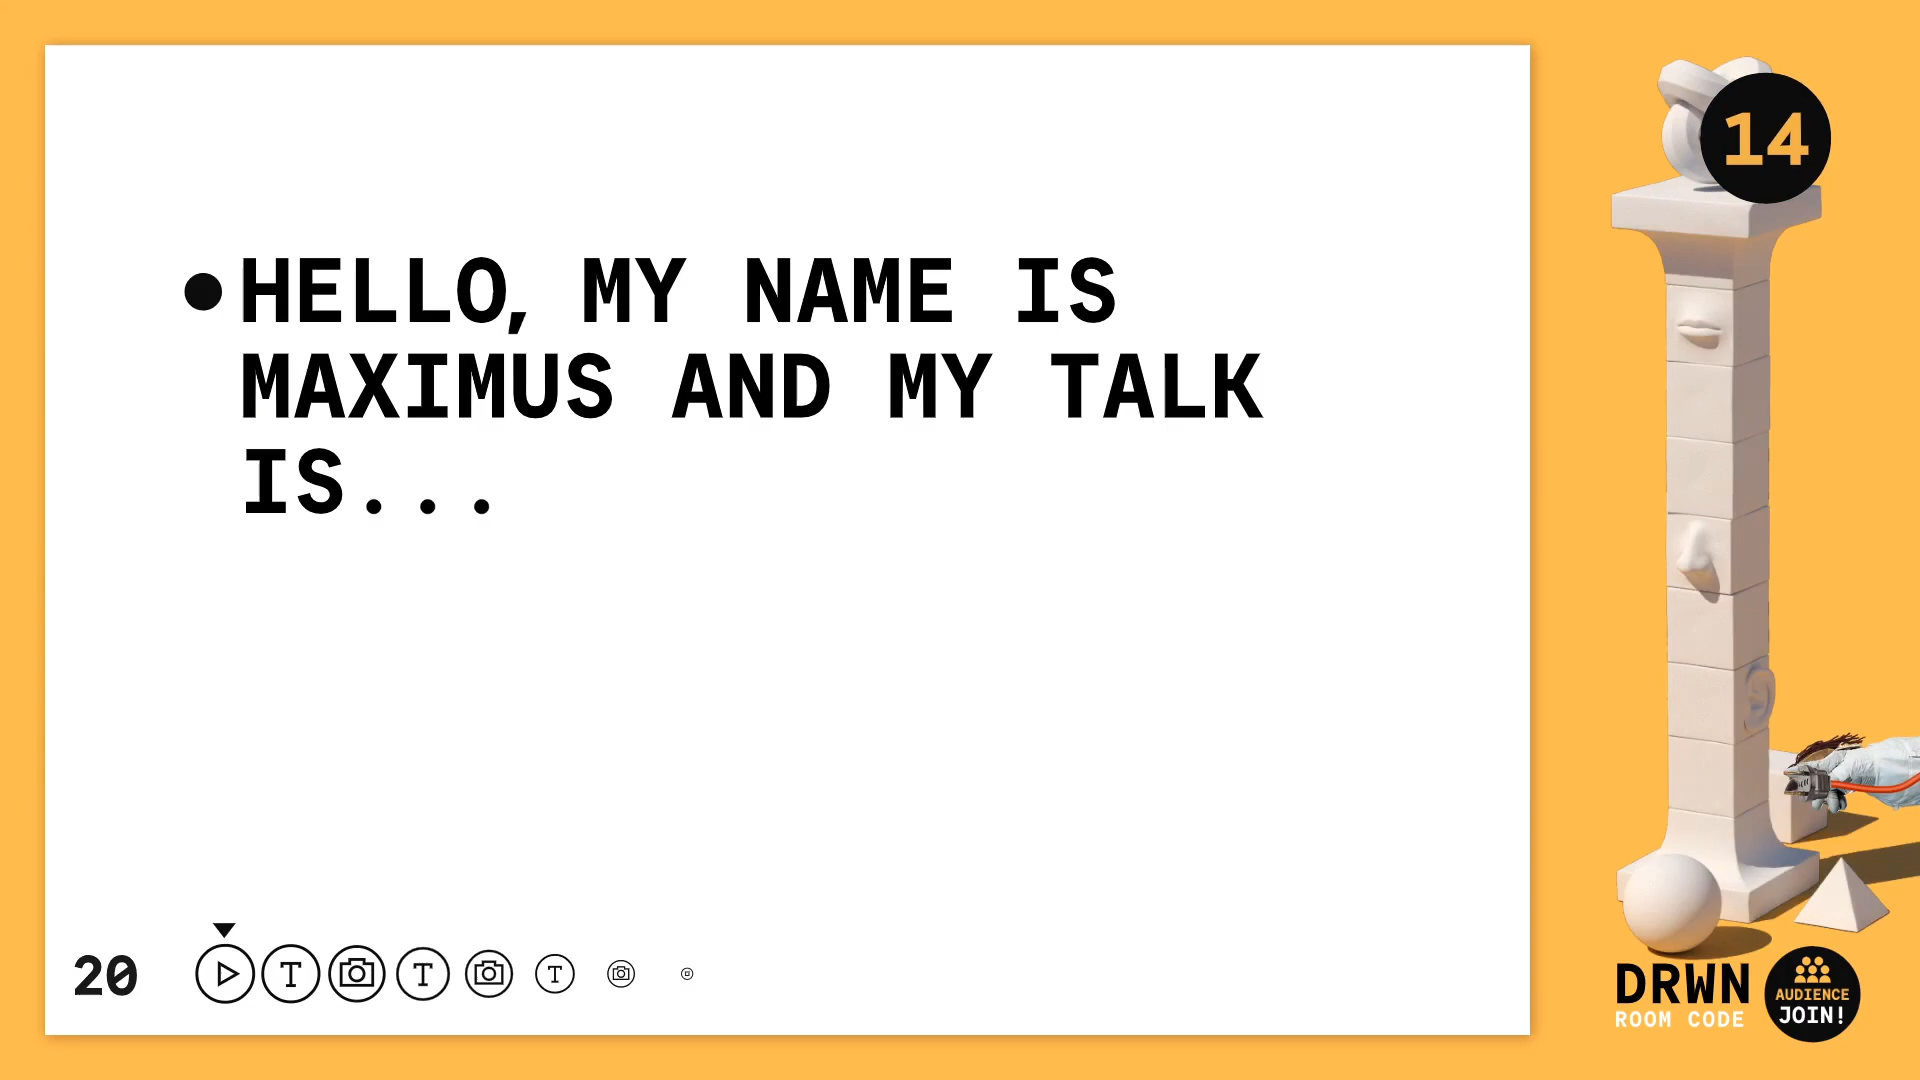 14
•HELLO, MY NAME IS
MAXIMUS AND MY TALK
IS...
20
T
T
T
DRWN
ROOM CODE
AUDIENCE
JOIN!